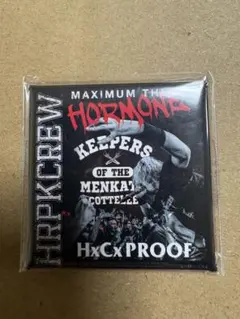 HRPKCREW
MAXIMUM THE
HORMONE
KEEPERS
OF THE
MENKATA
COTTELEE
HxCxPROOF